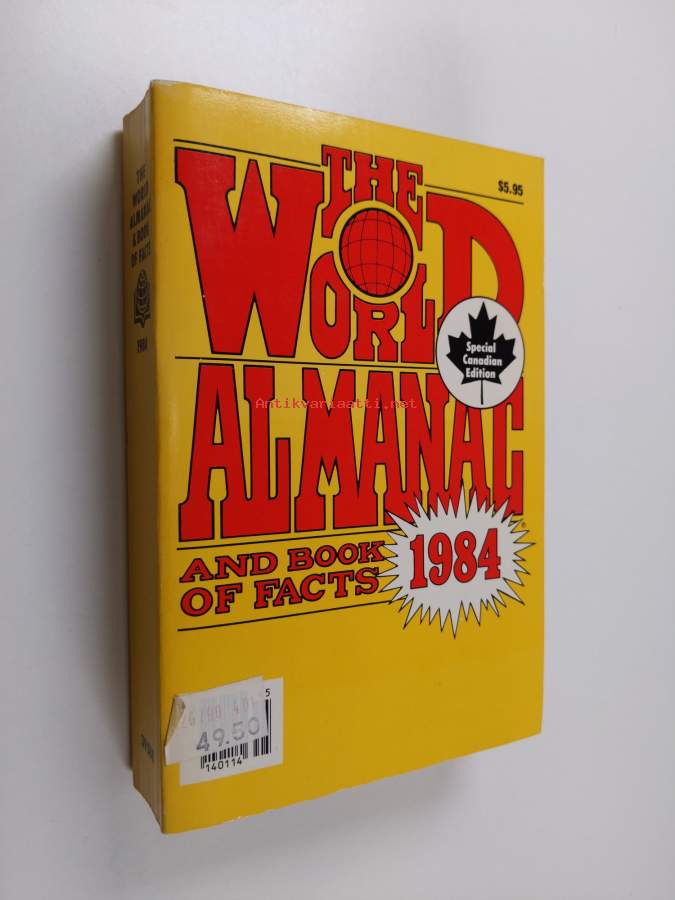 THE
WORLD
ALMANAC
$5.95
Special
Canadian
Edition
Antikvariaatti.net
®
AND BOOK
OF FACTS
1984
THE
WORLD
ALMANAC
& BOOK
OF FACTS
1984
5
49.50
140114